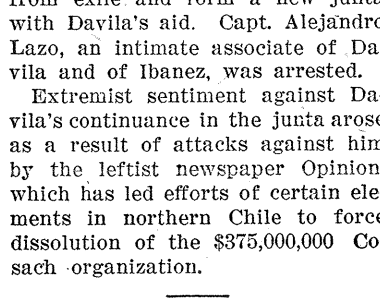 from exile and form a new junta
with Davila's aid. Capt. Alejandro
Lazo, an intimate associate of Da-
vila and of Ibanez, was arrested.
Extremist sentiment against Da-
vila's continuance in the junta arose
as a result of attacks against him
by the leftist newspaper Opinion
which has led efforts of certain ele-
ments in northern Chile to force
dissolution of the $375,000,000 Co-
sach organization.